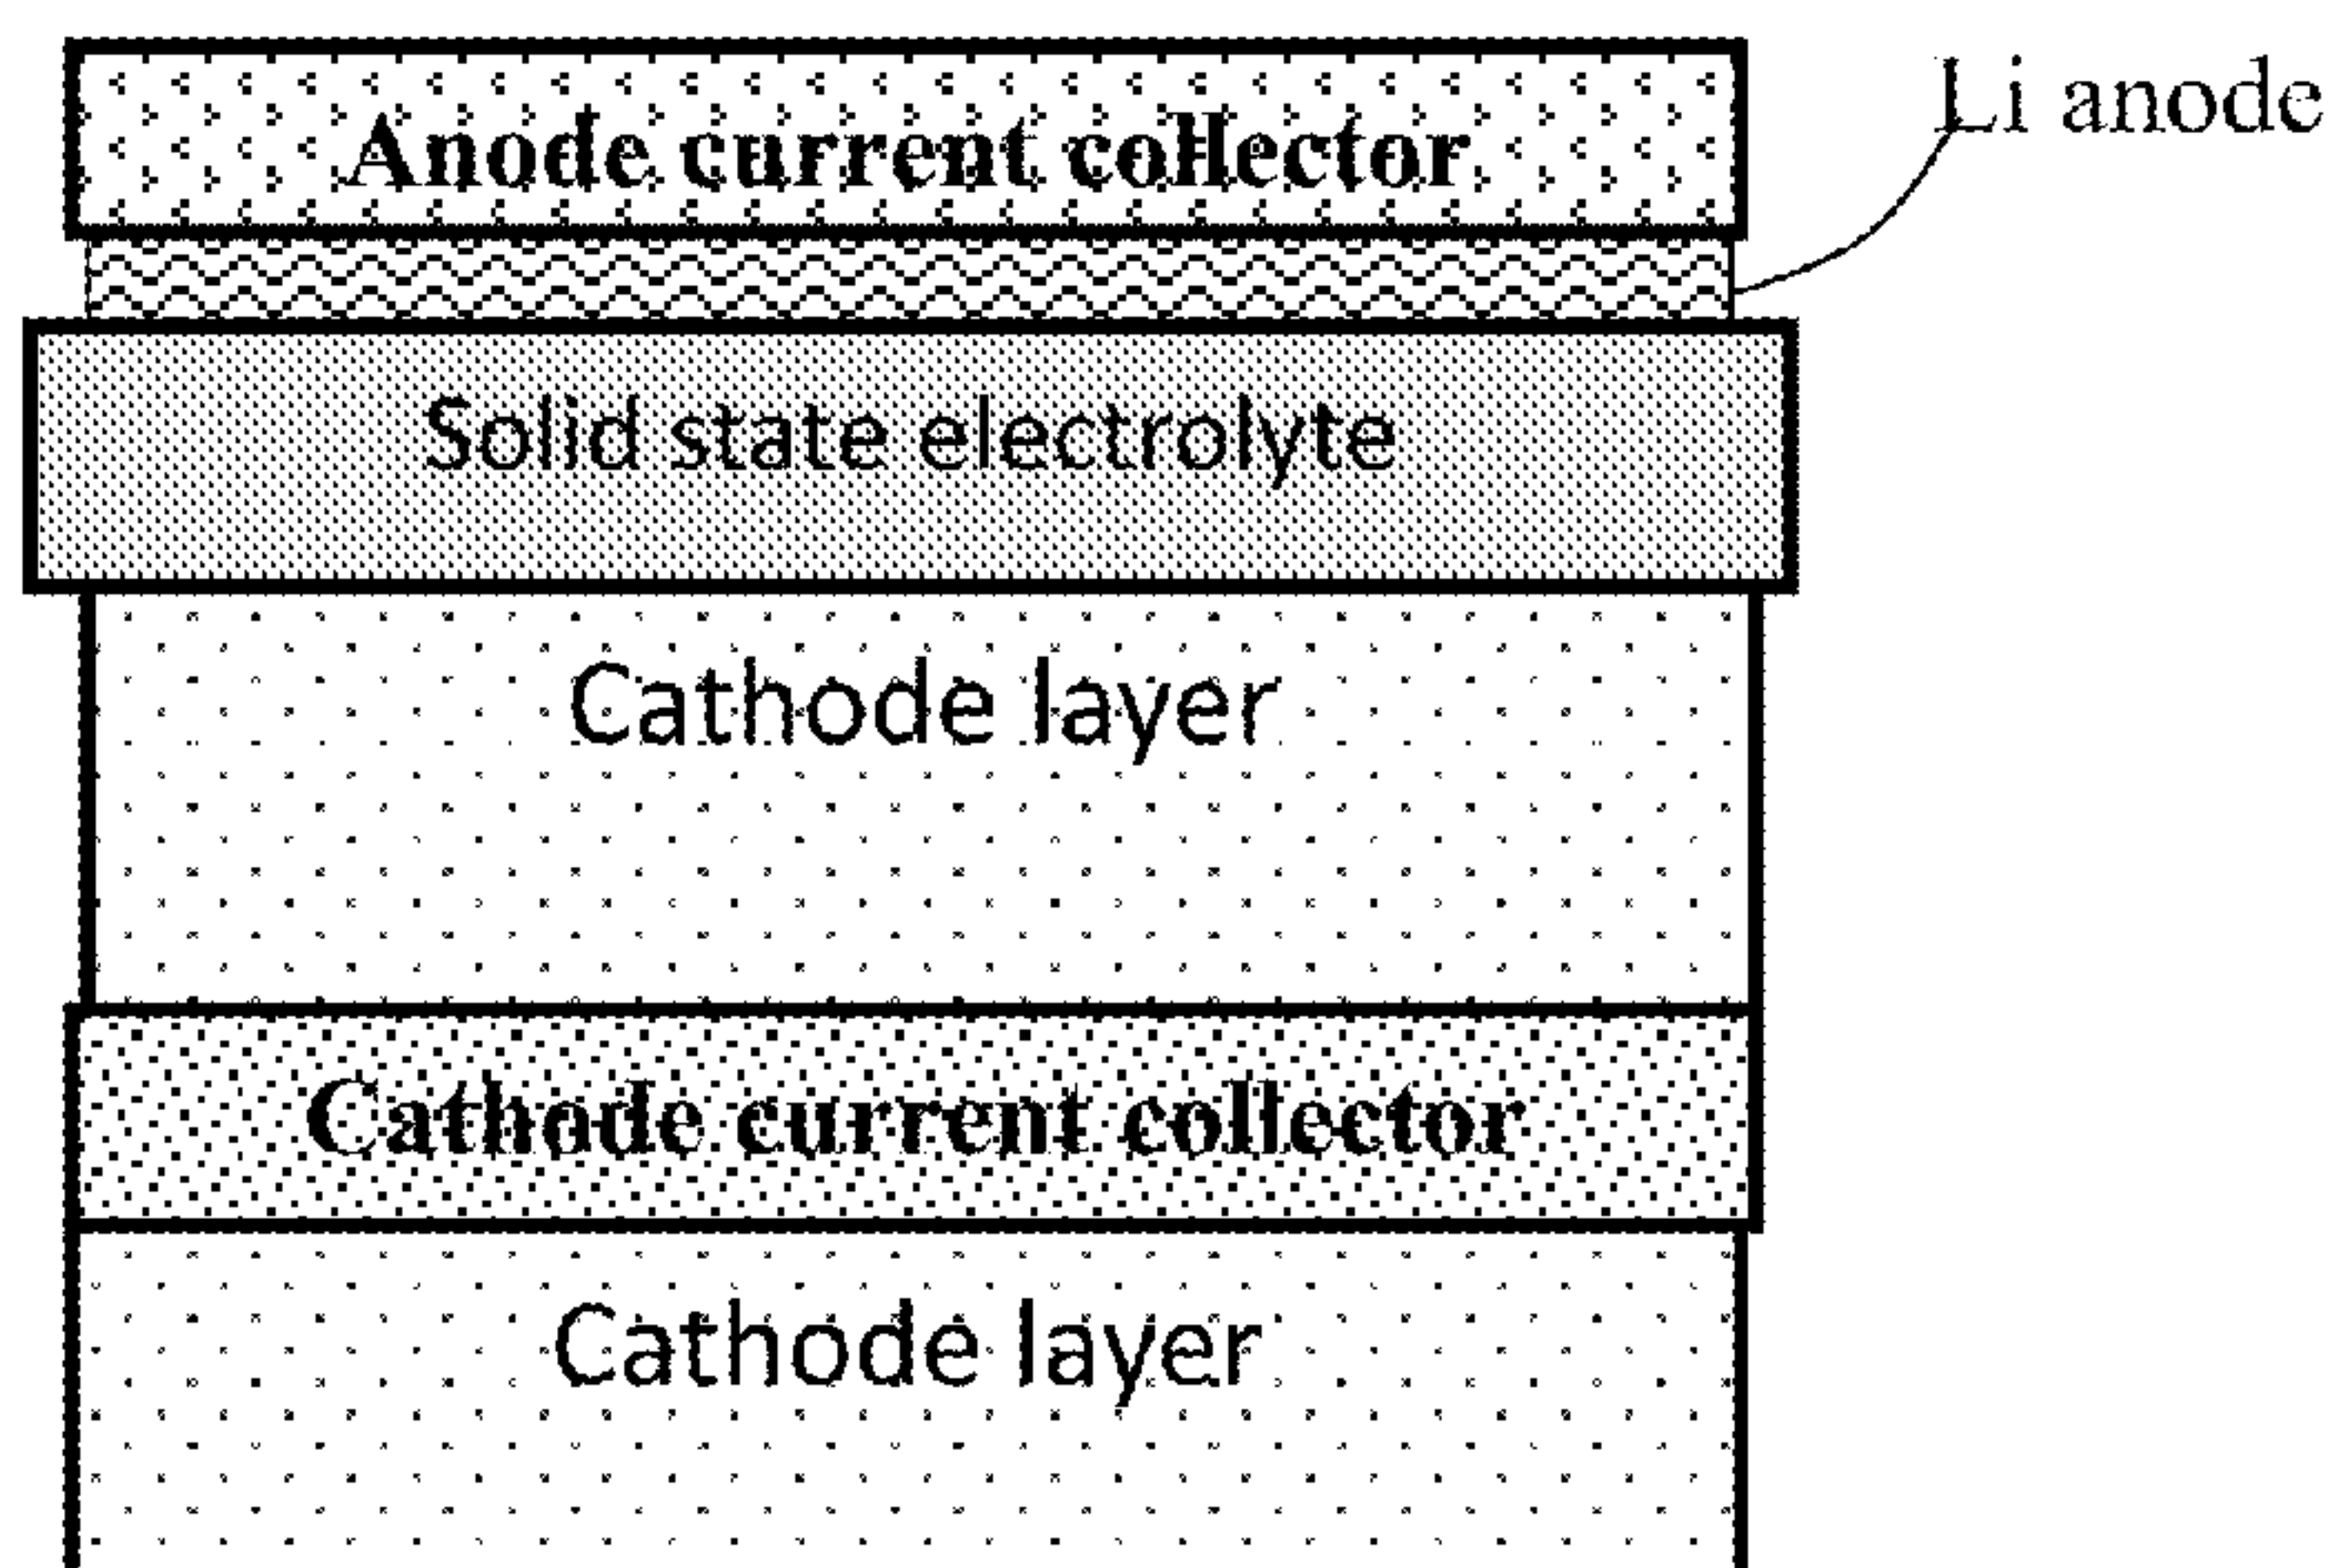 Li anode
Anode current collector
Solid state electrolyte
Cathode layer
Cathode current collector
Cathode layer